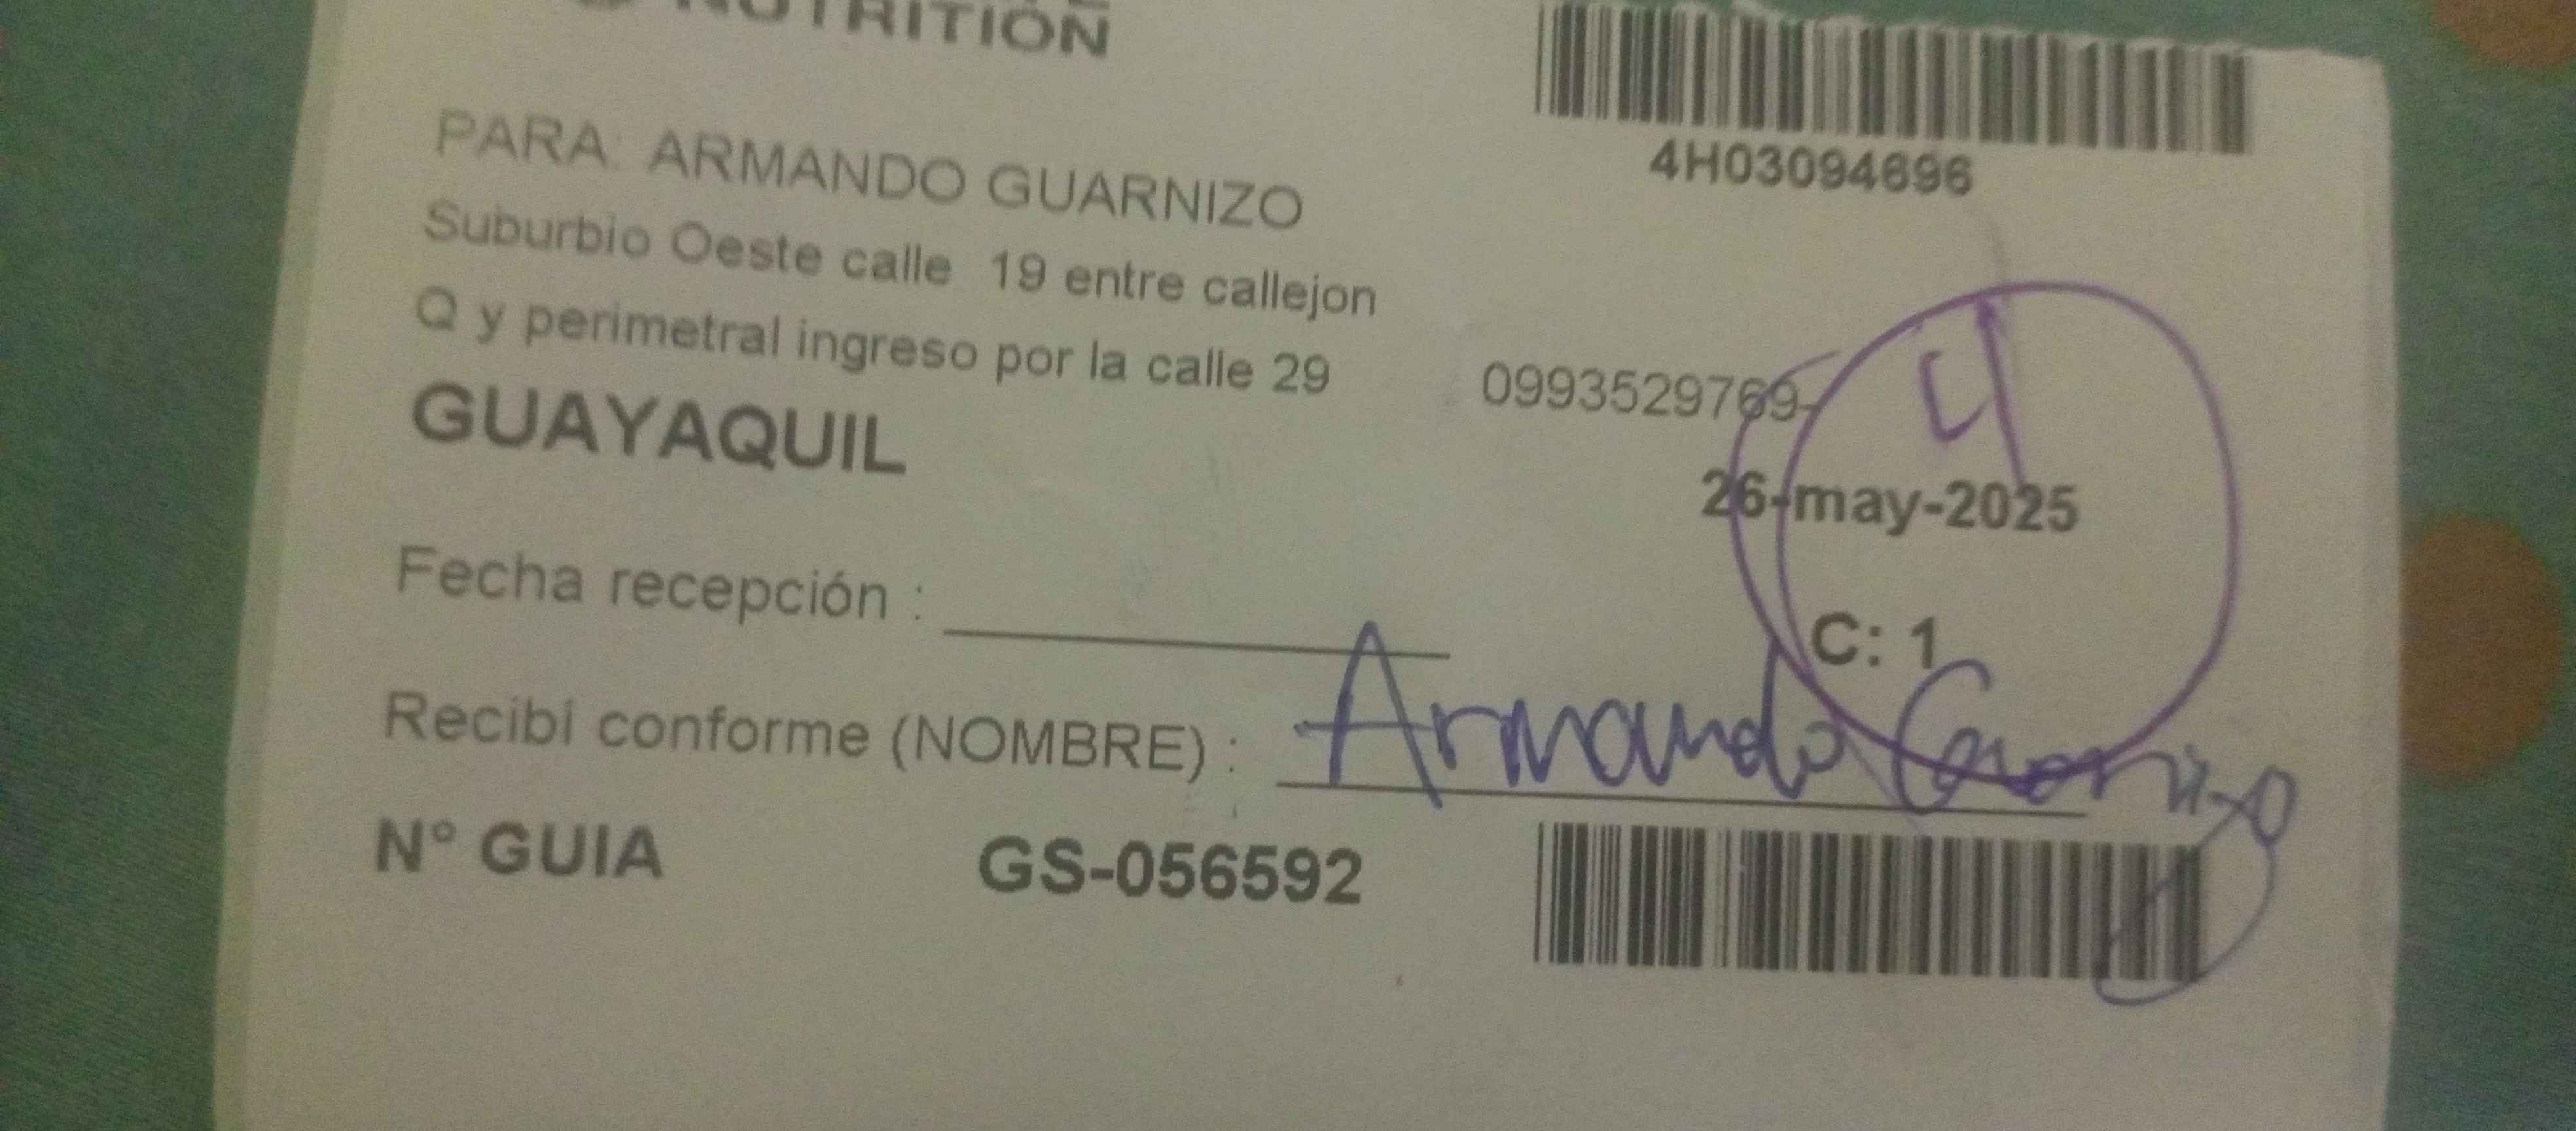 NUTRITION
4H03094696
PARA: ARMANDO GUARNIZO
Suburbio Oeste calle 19 entre callejon
Q y perimetral ingreso por la calle 29
0993529769-
GUAYAQUIL
4
26-may-2025
C: 1
Fecha recepción :
Recibí conforme (NOMBRE) : Armando Guarnizo
N° GUIA GS-056592